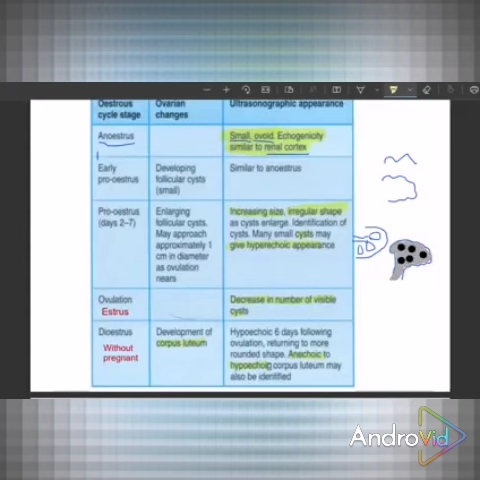 Oestrous cycle stage
Ovarian changes
Ultrasonographic appearance
Anoestrus
Small, ovoid. Echogenicity
similar to renal cortex
Early
pro-oestrus
Developing
follicular cysts
(small)
Similar to anoestrus
Pro-oestrus
(days 2–7)
Enlarging
follicular cysts.
May approach
approximately 1
cm in diameter
as ovulation
nears
Increasing size, irregular shape
as cysts enlarge. Identification of
cysts. Many small cysts may
give hyperechoic appearance
Ovulation
Estrus
Decrease in number of visible
cysts
Dioestrus
Without
pregnant
Development of
corpus luteum
Hypoechoic 6 days following
ovulation, returning to more
rounded shape. Anechoic to
hypoechoic corpus luteum may
also be identified
AndroVid